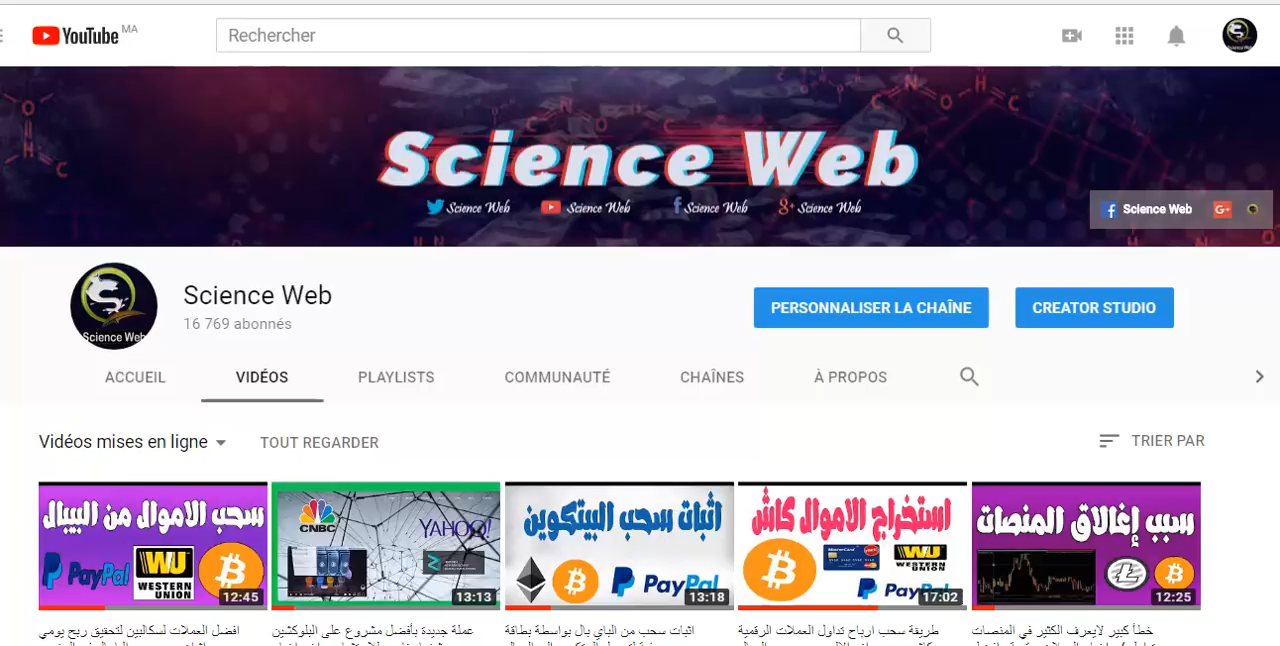 YouTube MA
Rechercher
Science Web
Science Web Science Web Science Web Science Web
Science Web G+
Science Web
Science Web
16 769 abonnés
PERSONNALISER LA CHAÎNE
CREATOR STUDIO
ACCUEIL VIDÉOS PLAYLISTS COMMUNAUTÉ CHAÎNES À PROPOS
Vidéos mises en ligne TOUT REGARDER TRIER PAR
سحب الاموال من البيبال
PayPal WU WESTERN UNION
12:45
CNBC YAHOO!
13:13
اثبات سحب البيتكوين
PayPal
13:18
استخراج الاموال كاش
MasterCard WU WESTERN UNION
PayPal
17:02
سبب إغالاق المنصات
12:25
افضل العملات لسكالبين لتحقيق ربح يومي
عملة جديدة بأفضل مشروع على البلوكشين
اثبات سحب من الباي بال بواسطة بطاقة
طريقة سحب ارباح تداول العملات الرقمية
خطأ كبير لايعرف الكثير في المنصات